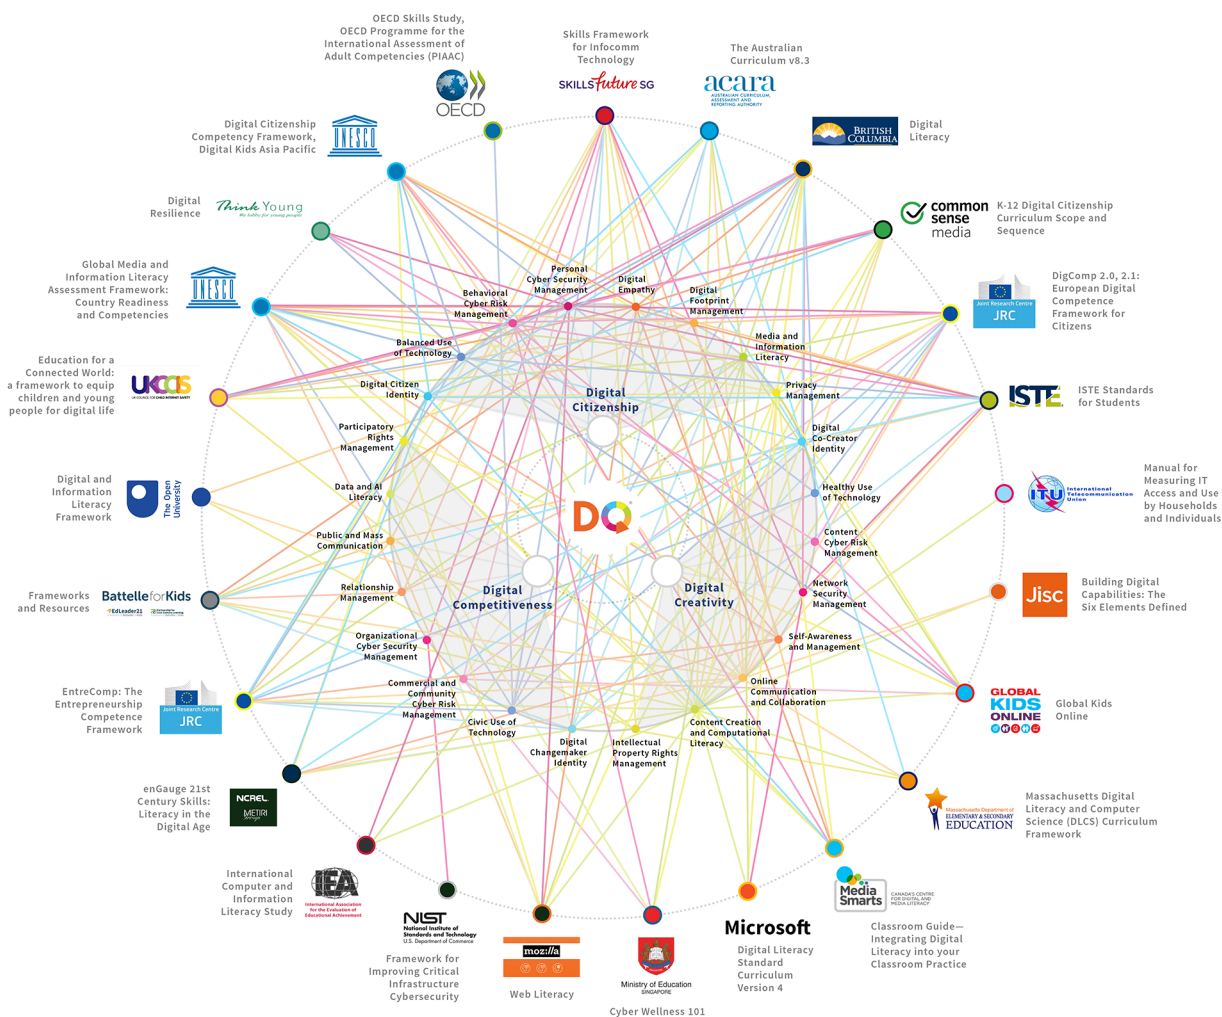 OECD Skills Study,
OECD Programme for the
International Assessment of
Adult Competencies (PIAAC)
OECD
Skills Framework
for Infocomm
Technology
SKILLS future SG
The Australian
Curriculum v8.3
acara
AUSTRALIAN CURRICULUM,
ASSESSMENT AND
REPORTING AUTHORITY
BRITISH
COLUMBIA
Digital
Literacy
common
sense
media
K-12 Digital Citizenship
Curriculum Scope and
Sequence
DigComp 2.0, 2.1:
European Digital
Competence
Framework for
Citizens
Joint Research Centre
JRC
ISTE
ISTE Standards
for Students
Manual for
Measuring IT
Access and Use
by Households
and Individuals
ITU
International
Telecommunication
Union
Jisc
Building Digital
Capabilities: The
Six Elements Defined
GLOBAL
KIDS
ONLINE
Global Kids
Online
Massachusetts Department of
ELEMENTARY & SECONDARY
EDUCATION
Massachusetts Digital
Literacy and Computer
Science (DLCS) Curriculum
Framework
Media
Smarts
CANADA'S CENTRE
FOR DIGITAL AND
MEDIA LITERACY
Classroom Guide—
Integrating Digital
Literacy into your
Classroom Practice
Microsoft
Digital Literacy
Standard
Curriculum
Version 4
Ministry of Education
SINGAPORE
Cyber Wellness 101
moz://a
Web Literacy
NIST
National Institute of
Standards and Technology
U.S. Department of Commerce
Framework for
Improving Critical
Infrastructure
Cybersecurity
International
Computer and
Information
Literacy Study
IEA
International Association
for the Evaluation of
Educational Achievement
enGauge 21st
Century Skills:
Literacy in the
Digital Age
NCREL
METIRI
EntreComp: The
Entrepreneurship
Competence
Framework
Joint Research Centre
JRC
Frameworks
and Resources
BattelleforKids
EdLeader21
Digital and
Information
Literacy
Framework
The Open
University
Education for a
Connected World:
a framework to equip
children and young
people for digital life
UKCCIS
UK COUNCIL FOR CHILD INTERNET SAFETY
Global Media and
Information Literacy
Assessment Framework:
Country Readiness
and Competencies
UNESCO
Digital
Resilience
Think Young
We lobby for young people
Digital Citizenship
Competency Framework,
Digital Kids Asia Pacific
UNESCO
Personal
Cyber Security
Management
Digital
Empathy
Digital
Footprint
Management
Media and
Information
Literacy
Privacy
Management
Digital
Co-Creator
Identity
Healthy Use
of Technology
Content
Cyber Risk
Management
Network
Security
Management
Self-Awareness
and Management
Online
Communication
and Collaboration
Content Creation
and Computational
Literacy
Intellectual
Property Rights
Management
Digital
Changemaker
Identity
Civic Use of
Technology
Commercial and
Community
Cyber Risk
Management
Organizational
Cyber Security
Management
Relationship
Management
Public and Mass
Communication
Data and AI
Literacy
Participatory
Rights
Management
Digital Citizen
Identity
Balanced Use
of Technology
Behavioral
Cyber Risk
Management
Digital
Citizenship
DQ
Digital
Competitiveness
Digital
Creativity